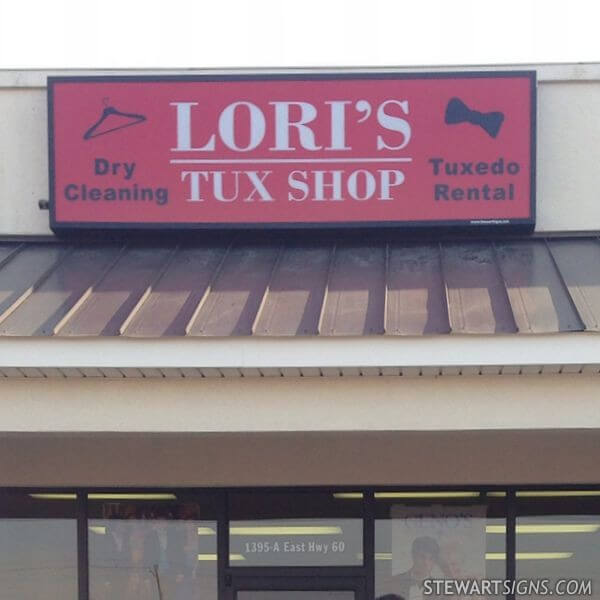 LORI'S
TUX SHOP
Dry
Cleaning
Tuxedo
Rental
1395-A East Hwy 60
STEWARTSIGNS.COM